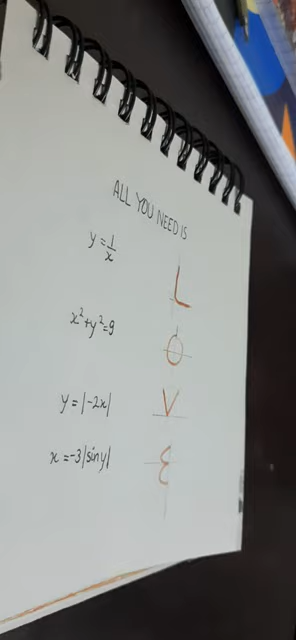 ALL YOU NEED IS
y = 1/x
x²+y²=9
y = |-2x|
x = -3|sin y|